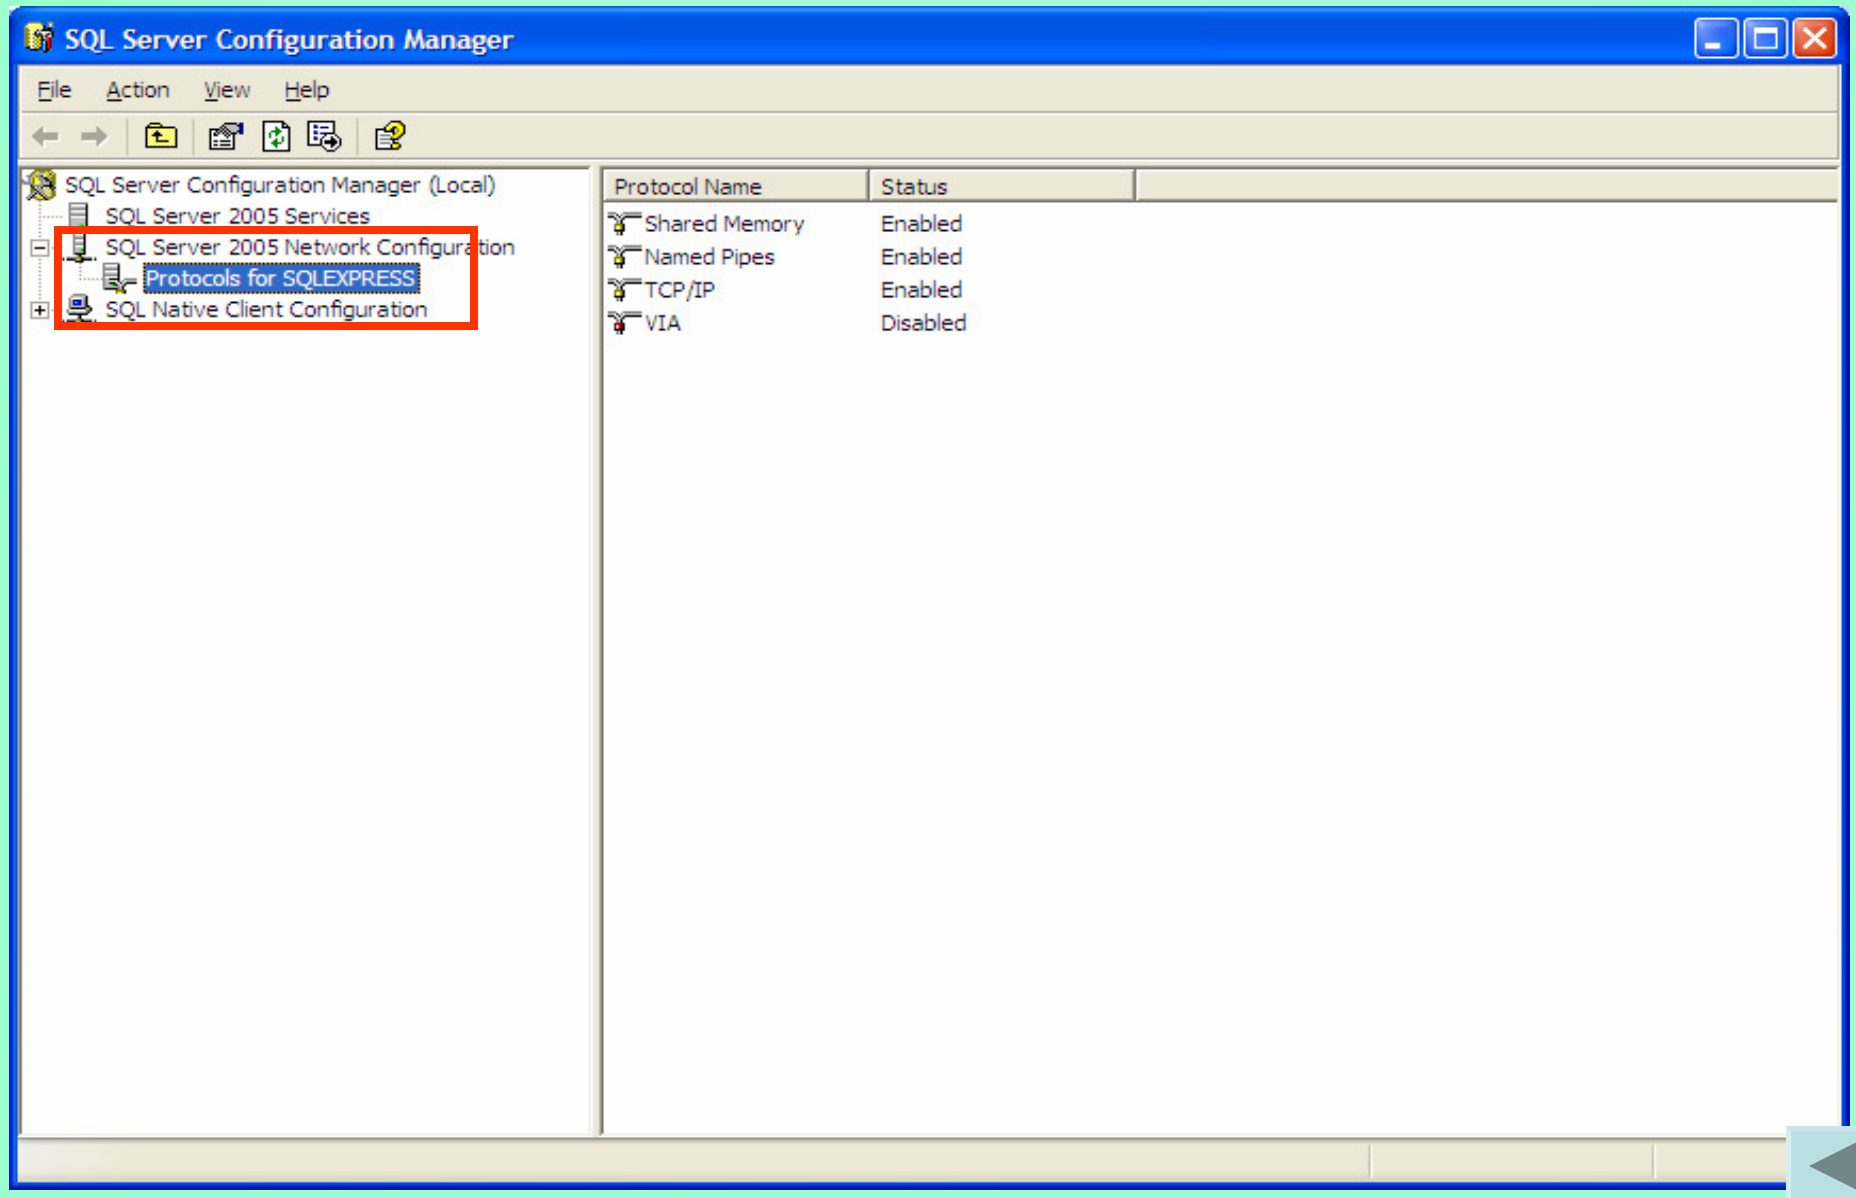 SQL Server Configuration Manager
File Action View Help
SQL Server Configuration Manager (Local)
SQL Server 2005 Services
SQL Server 2005 Network Configuration
Protocols for SQLEXPRESS
SQL Native Client Configuration
Protocol Name Status
Shared Memory Enabled
Named Pipes Enabled
TCP/IP Enabled
VIA Disabled